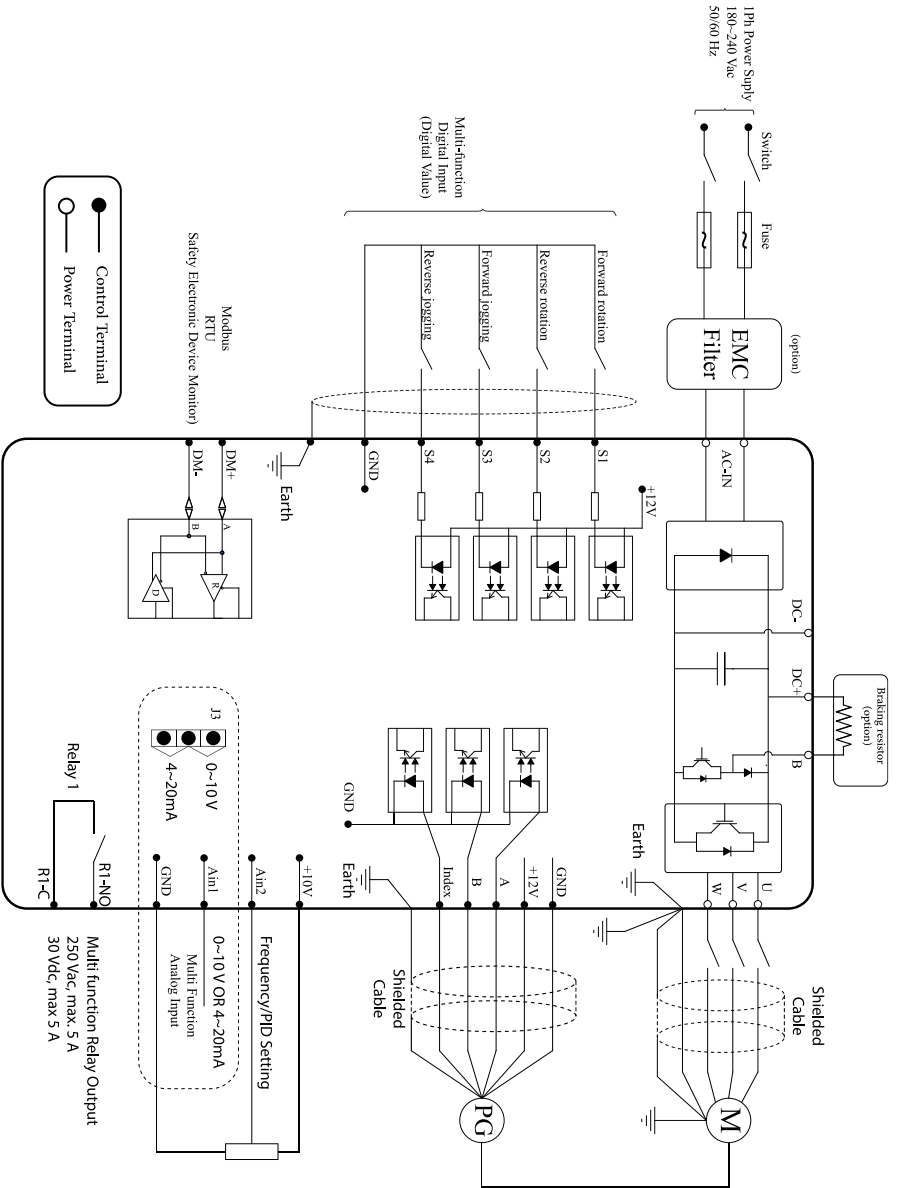 1Ph Power Suply
180~240 Vac
50/60 Hz
Switch
Fuse
(option)
EMC
Filter
AC-IN
DC-
DC+
B
Braking resistor
(option)
Earth
U
V
W
Shielded
Cable
M
Multi-function
Digital Input
(Digital Value)
Forward rotation
Reverse rotation
Forward jogging
Reverse jogging
S1
S2
S3
S4
GND
+12V
Earth
GND
GND
+12V
A
B
Index
Earth
Shielded
Cable
PG
Modbus
RTU
Safety Electronic Device Monitor)
DM+
DM-
A
B
R
D
J3
0~10 V
4~20mA
+10V
Ain2
Ain1
GND
Frequency/PID Setting
0~10 V OR 4~20mA
Multi Function
Analog Input
Relay 1
R1-NO
R1-C
Multi function Relay Output
250 Vac, max. 5 A
30 Vdc, max 5 A
Control Terminal
Power Terminal